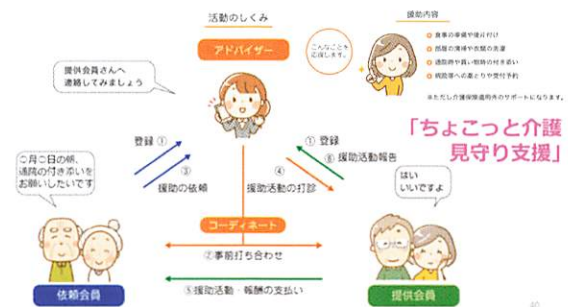 活動のしくみ
アドバイザー
提供会員さんへ
連絡してみましょう
こんなことを
応援します。
援助内容
食事の準備や後片付け
部屋の清掃や衣類の洗濯
通院時や買い物時の付き添い
病院等への薬とりや受付予約
※ただし介護保険適用外のサポートになります。
「ちょこっと介護
見守り支援」
登録 ①
③
援助の依頼
① 登録
⑥ 援助活動報告
④
援助活動の打診
○月○日の朝、
通院の付き添いを
お願いしたいです
はい
いいですよ
コーディネート
②事前打ち合わせ
⑤援助活動・報酬の支払い
依頼会員
提供会員